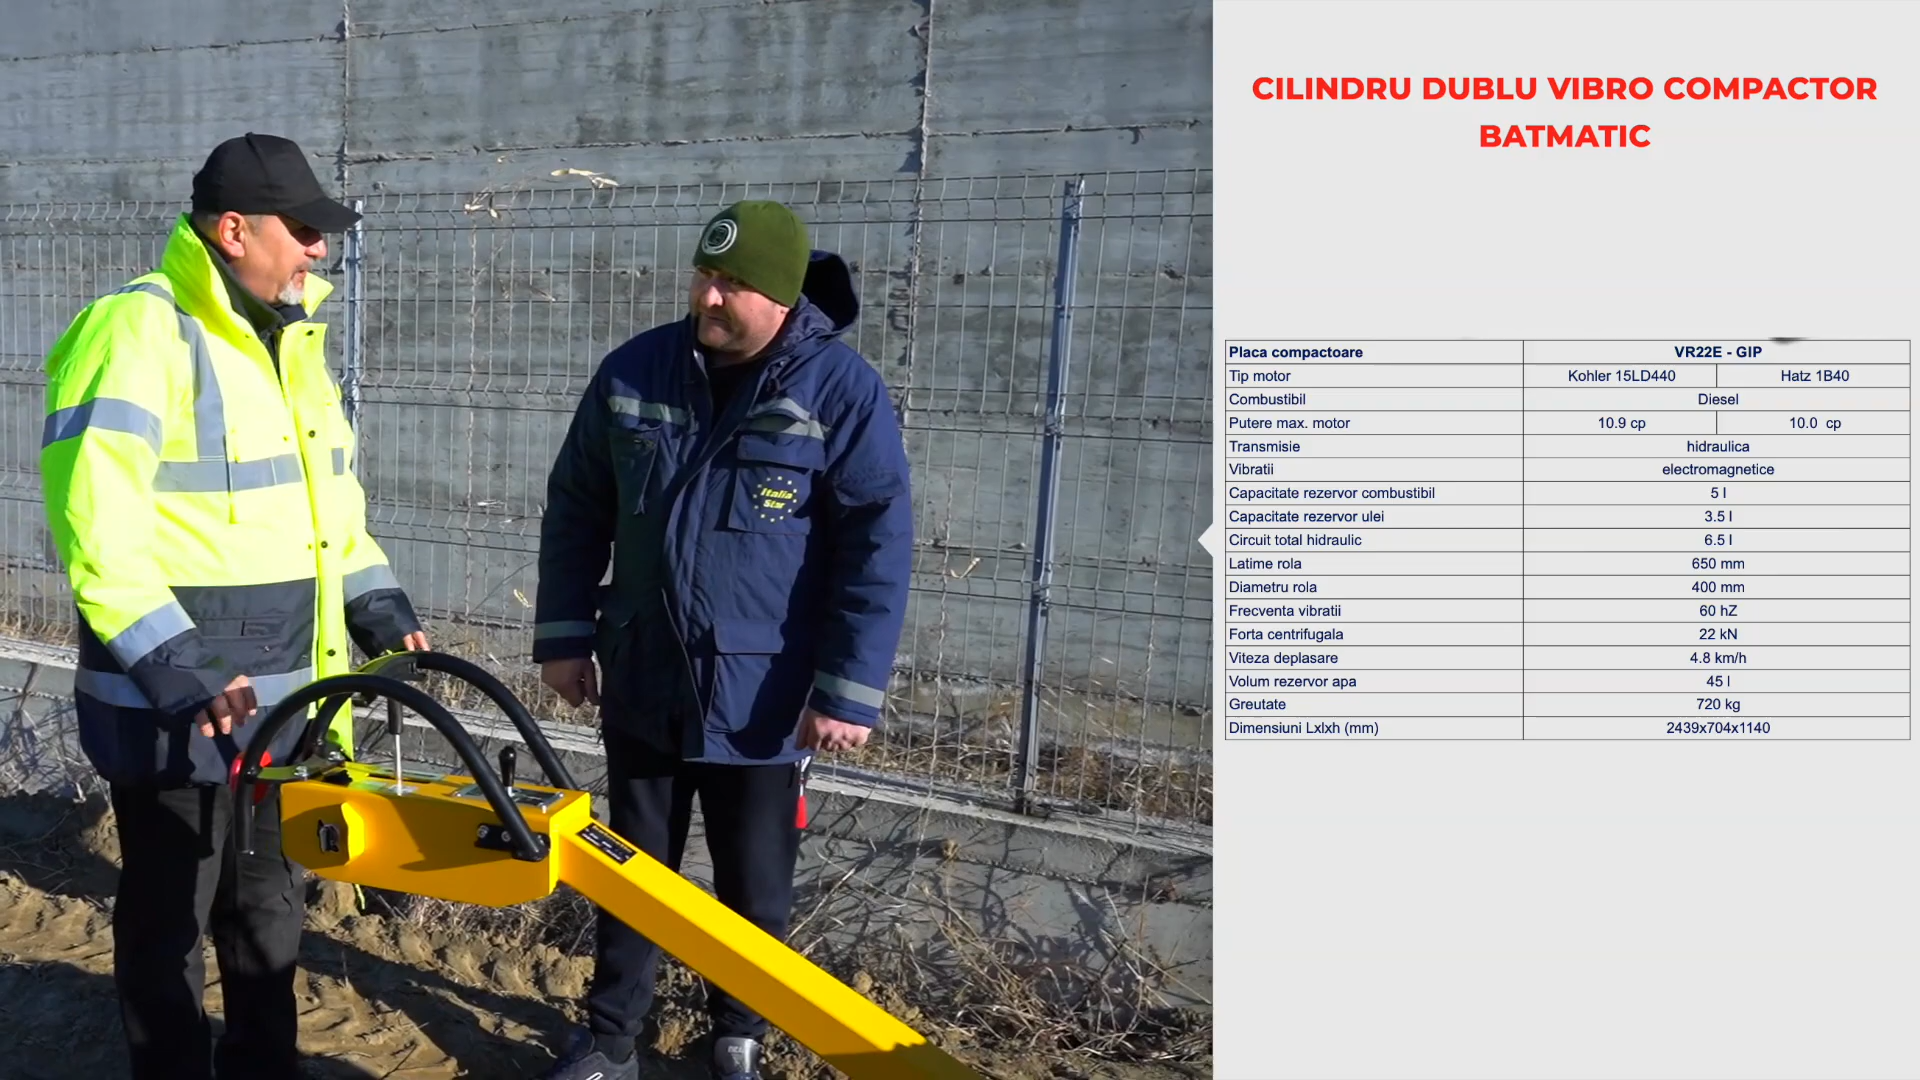 CILINDRU DUBLU VIBRO COMPACTOR
BATMATIC
Placa compactoare VR22E - GIP
Tip motor Kohler 15LD440 Hatz 1B40
Combustibil Diesel
Putere max. motor 10.9 cp 10.0 cp
Transmisie hidraulica
Vibratii electromagnetice
Capacitate rezervor combustibil 5 l
Capacitate rezervor ulei 3.5 l
Circuit total hidraulic 6.5 l
Latime rola 650 mm
Diametru rola 400 mm
Frecventa vibratii 60 hZ
Forta centrifugala 22 kN
Viteza deplasare 4.8 km/h
Volum rezervor apa 45 l
Greutate 720 kg
Dimensiuni Lxlxh (mm) 2439x704x1140
Italia
Star